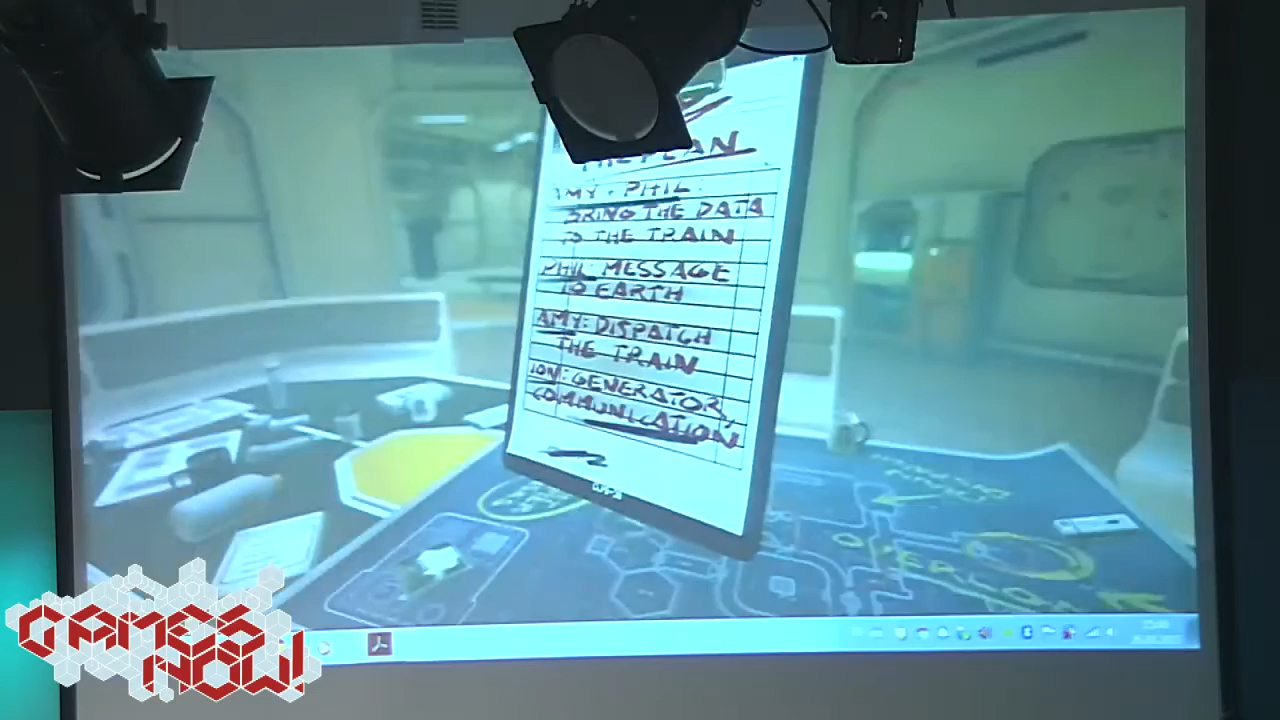 THE PLAN
AMY + PHIL:
BRING THE DATA
TO THE TRAIN
PHIL: MESSAGE
TO EARTH
AMY: DISPATCH
THE TRAIN
ION: GENERATOR,
COMMUNICATION
GAMES
NOW!